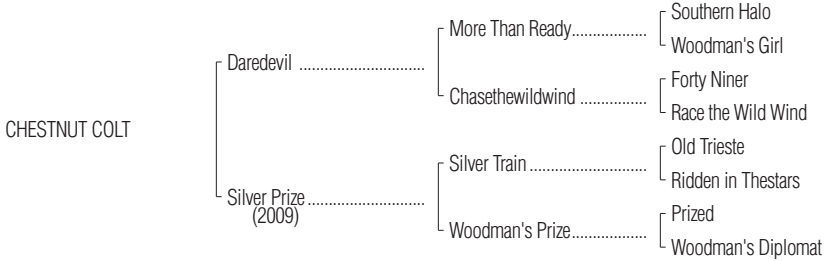 Southern Halo
More Than Ready..................
Woodman's Girl
Daredevil ..............................
Forty Niner
Chasethewildwind ................
Race the Wild Wind
CHESTNUT COLT
Old Trieste
Silver Train ............................
Ridden in Thestars
Silver Prize ............................
(2009)
Prized
Woodman's Prize..................
Woodman's Diplomat